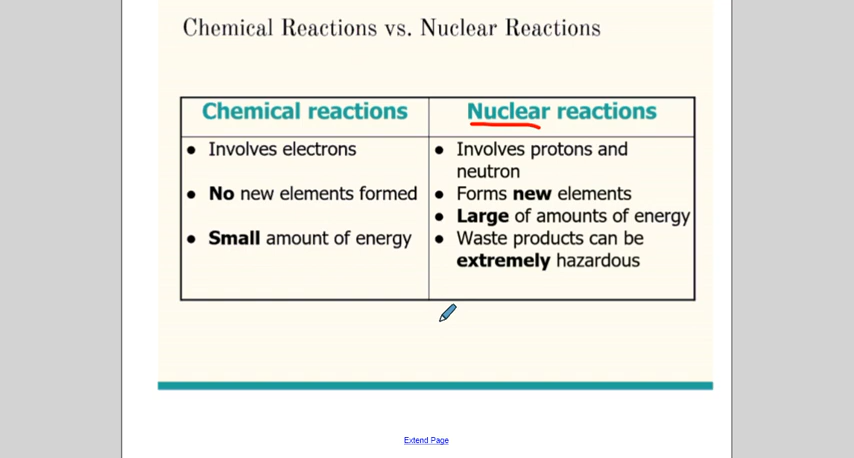 Chemical Reactions vs. Nuclear Reactions
Chemical reactions
● Involves electrons
● No new elements formed
● Small amount of energy
Nuclear reactions
● Involves protons and
neutron
● Forms new elements
● Large of amounts of energy
● Waste products can be
extremely hazardous
Extend Page